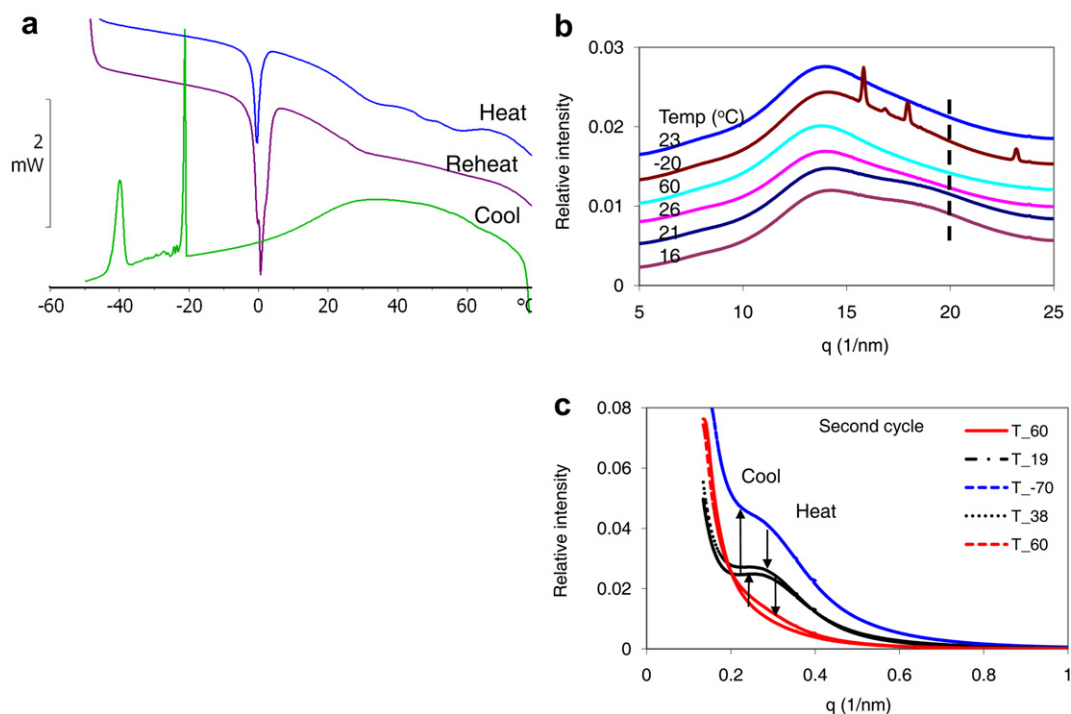 a
2
mW
Heat
Reheat
Cool
-60 -40 -20 0 20 40 60
b
0.03
0.02
0.01
0
Relative intensity
Temp (°C)
23
-20
60
26
21
16
5 10 15 20 25
q (1/nm)
c
0.08
0.06
0.04
0.02
0
Relative intensity
Second cycle
Cool
Heat
T_60
T_19
T_-70
T_38
T_60
0 0.2 0.4 0.6 0.8 1
q (1/nm)